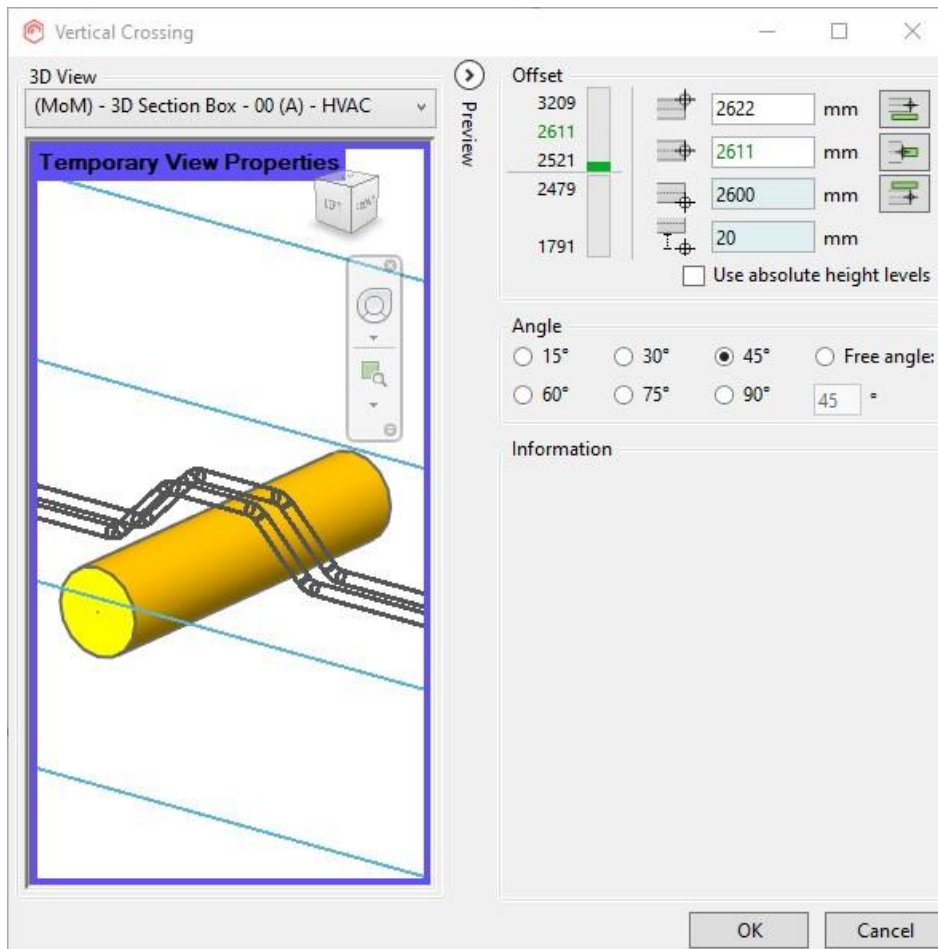 Vertical Crossing
3D View
(MoM) - 3D Section Box - 00 (A) - HVAC
Temporary View Properties
Preview
Offset
3209
2611
2521
2479
1791
2622 mm
2611 mm
2600 mm
20 mm
Use absolute height levels
Angle
15° 30° 45° Free angle:
60° 75° 90° 45 °
Information
OK Cancel